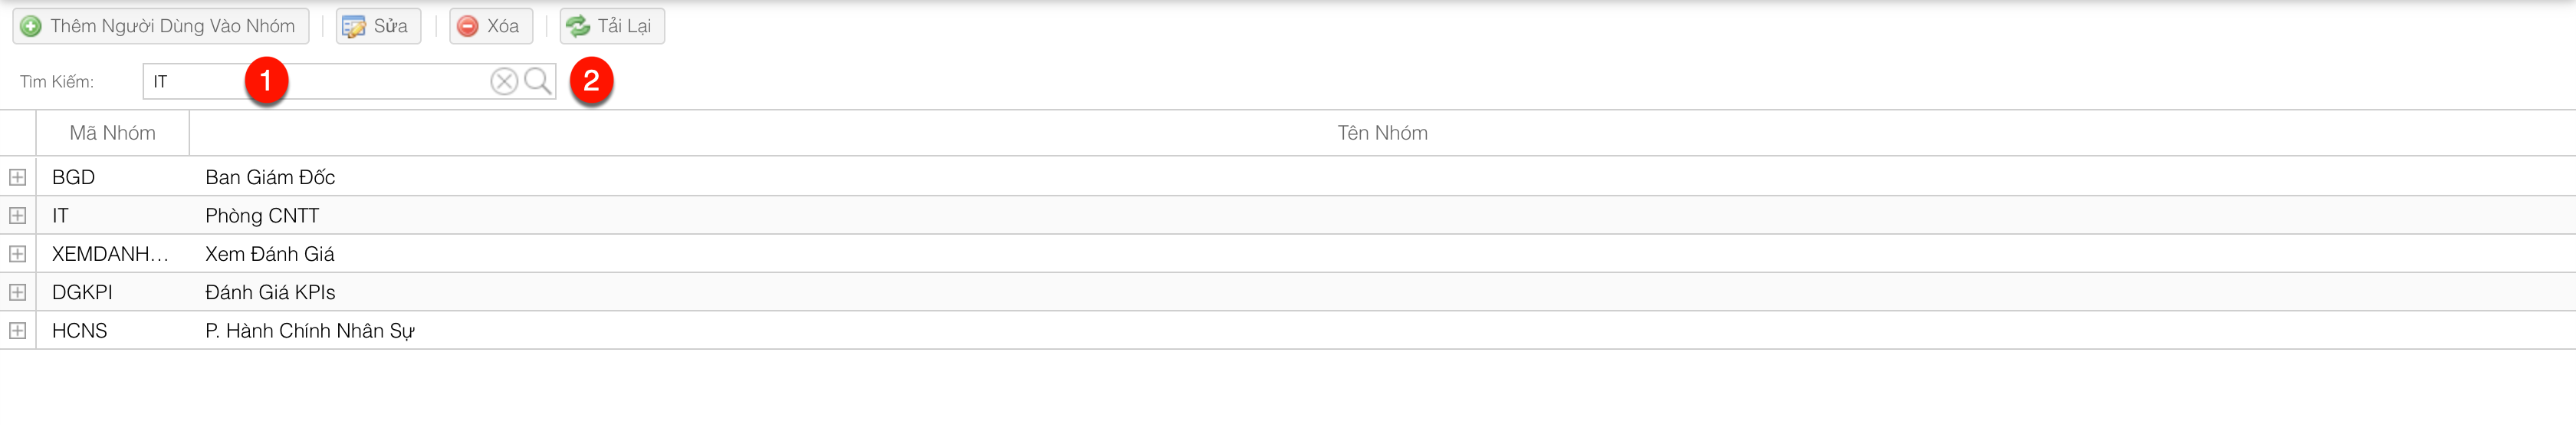 Thêm Người Dùng Vào Nhóm Sửa Xóa Tải Lại
Tìm Kiếm: IT 1 2
Mã Nhóm Tên Nhóm
BGD Ban Giám Đốc
IT Phòng CNTT
XEMDANH... Xem Đánh Giá
DGKPI Đánh Giá KPIs
HCNS P. Hành Chính Nhân Sự